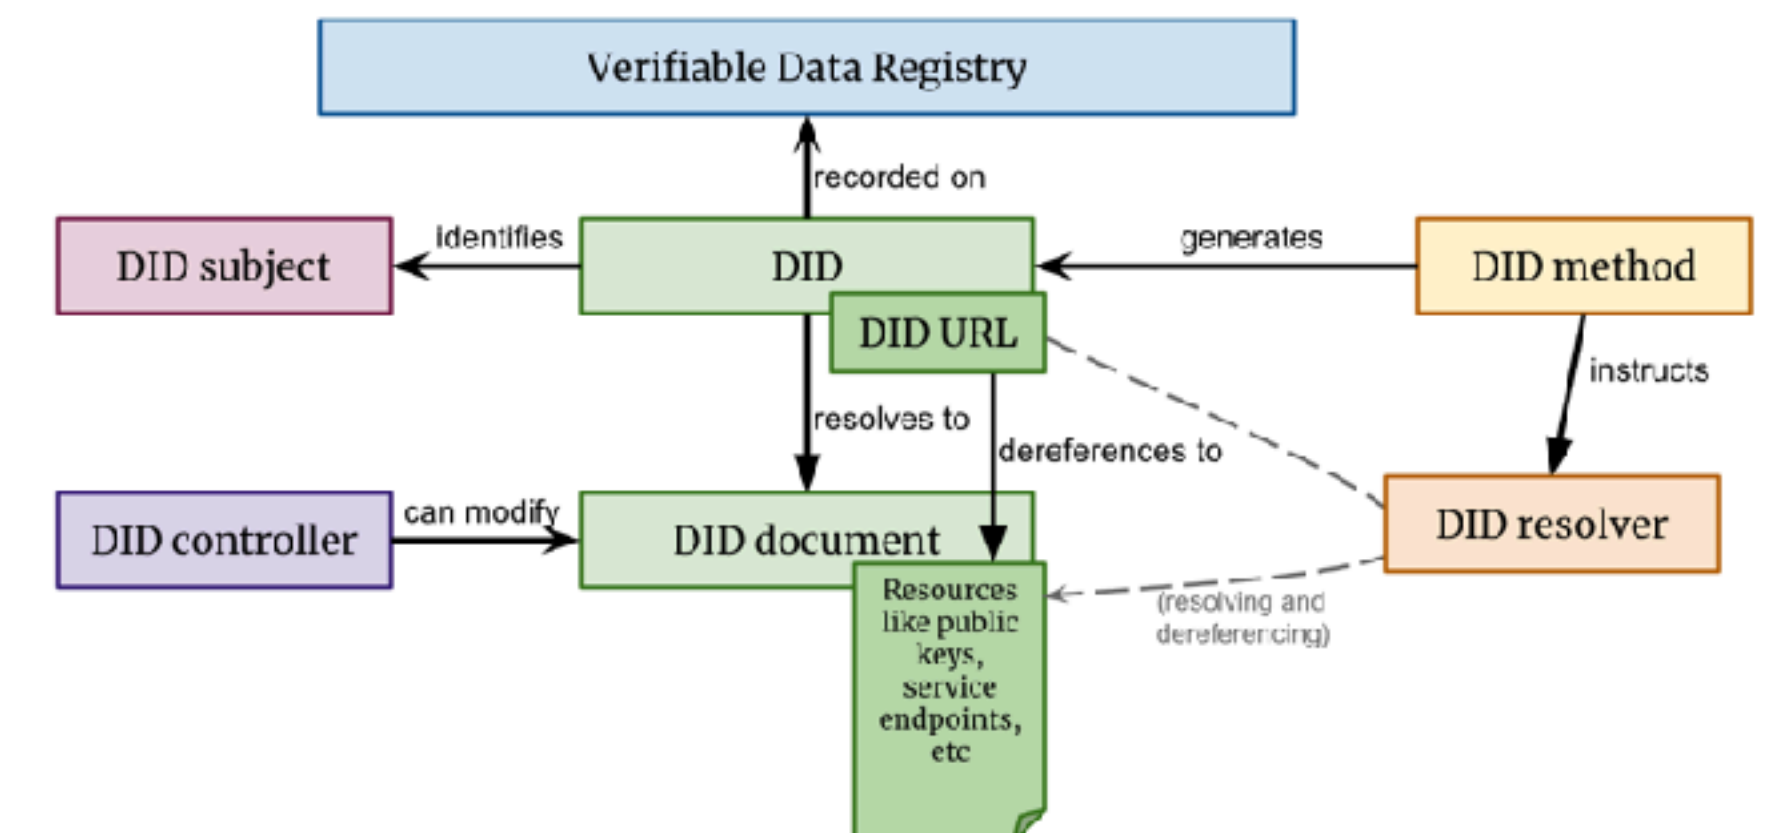 Verifiable Data Registry
recorded on
identifies
generates
DID subject
DID
DID method
DID URL
instructs
resolves to
dereferences to
can modify
DID controller
DID document
DID resolver
Resources
like public
keys,
service
endpoints,
etc
(resolving and
dereferencing)